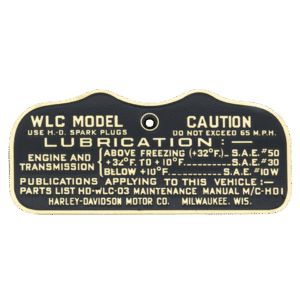 WLC MODEL CAUTION
USE H.-D. SPARK PLUGS DO NOT EXCEED 65 M.P.H.
LUBRICATION:—
ENGINE AND TRANSMISSION
ABOVE FREEZING (+32°F.) S.A.E. #50
+32°F. TO +10°F. S.A.E. #30
BELOW +10°F. S.A.E. #10W
PUBLICATIONS APPLYING TO THIS VEHICLE:—
PARTS LIST HD-WLC-03 MAINTENANCE MANUAL M/C-HD1
HARLEY-DAVIDSON MOTOR CO. MILWAUKEE. WIS.